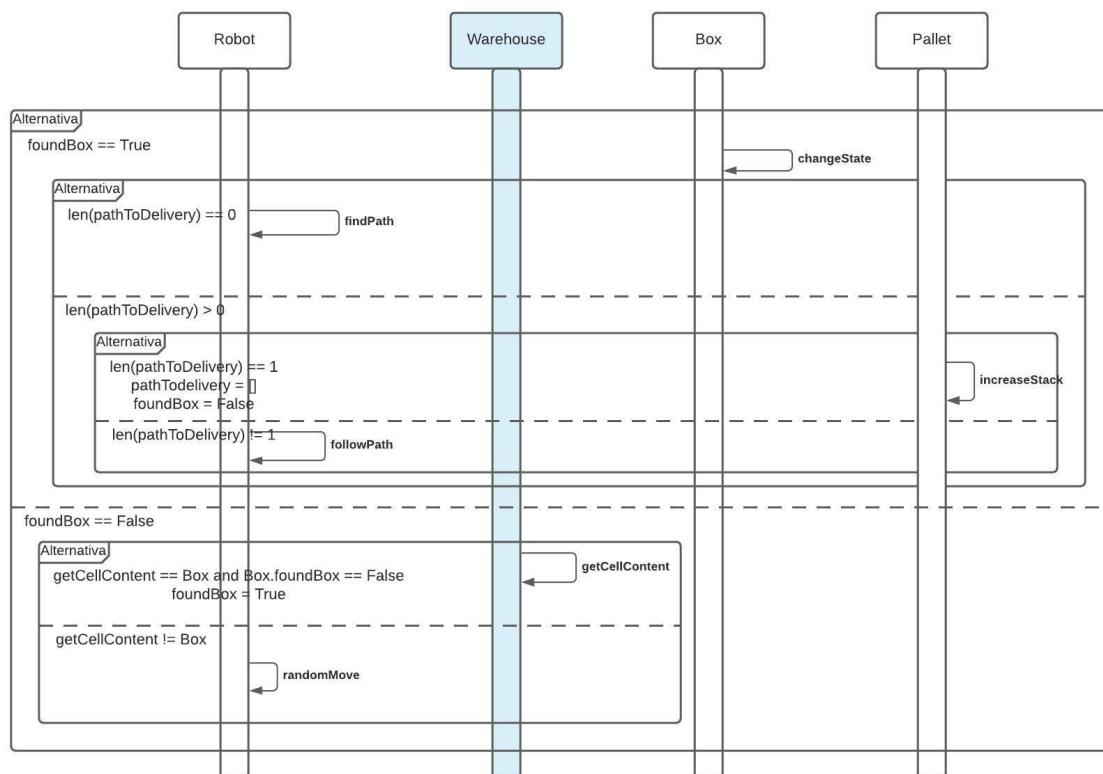 Robot
Warehouse
Box
Pallet
Alternativa
foundBox == True
changeState
Alternativa
len(pathToDelivery) == 0
findPath
len(pathToDelivery) > 0
Alternativa
len(pathToDelivery) == 1
pathTodelivery = []
foundBox = False
increaseStack
len(pathToDelivery) != 1
followPath
foundBox == False
Alternativa
getCellContent == Box and Box.foundBox == False
foundBox = True
getCellContent
getCellContent != Box
randomMove